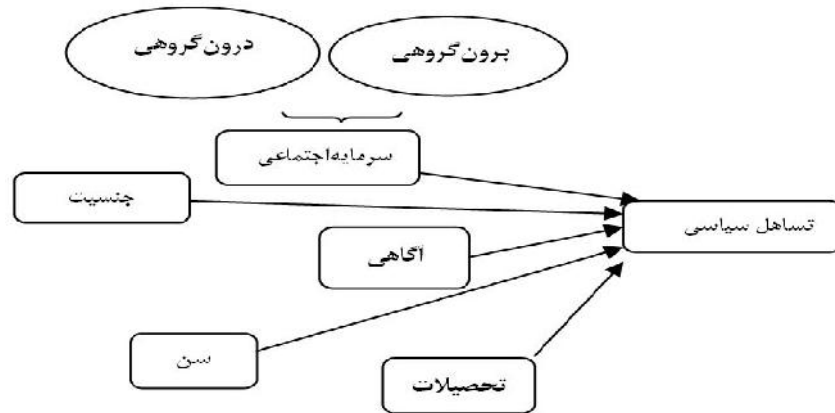 برون‌گروهی
درون‌گروهی
سرمایه‌اجتماعی
جنسیت
تساهل سیاسی
آگاهی
سن
تحصیلات